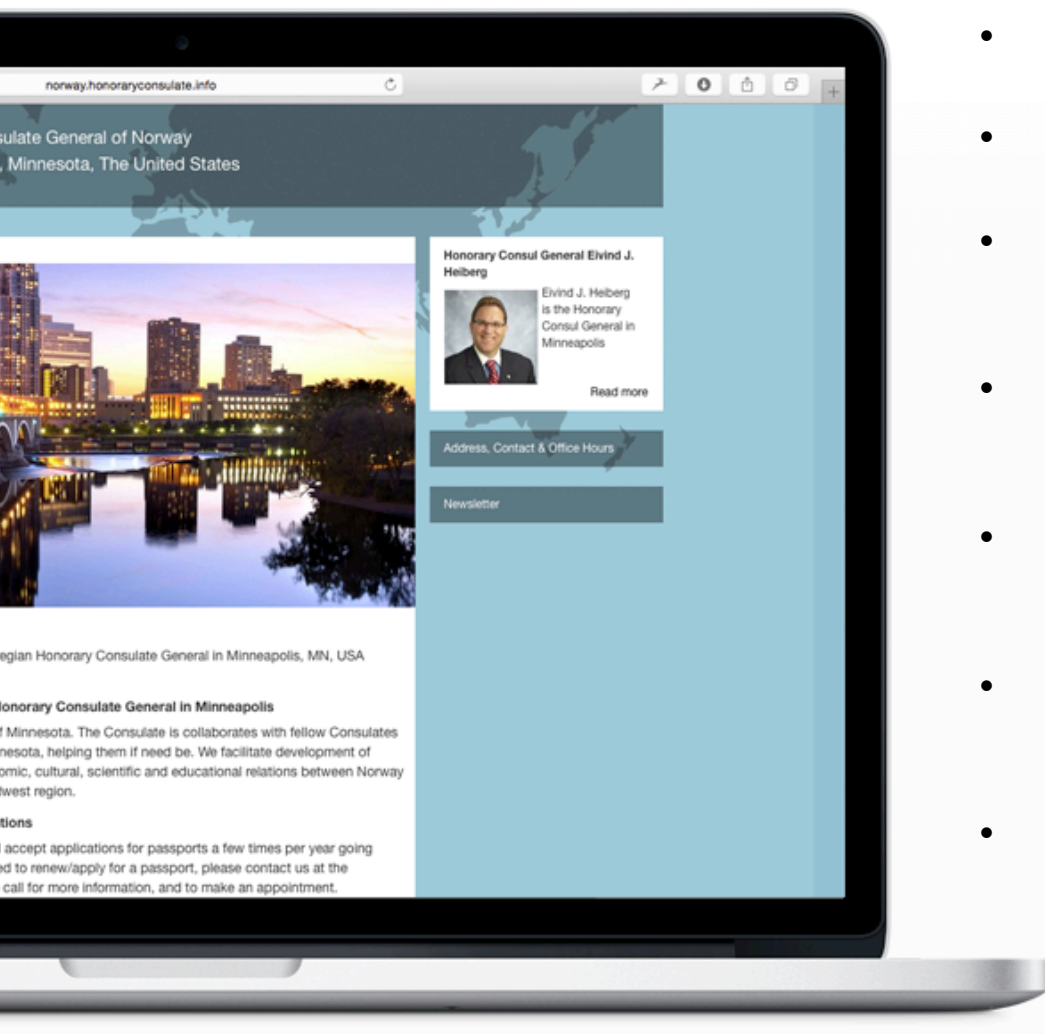 norway.honoraryconsulate.info
sulate General of Norway
, Minnesota, The United States
Honorary Consul General Eivind J.
Heiberg
Eivind J. Heiberg
is the Honorary
Consul General in
Minneapolis
Read more
Address, Contact & Office Hours
Newsletter
egian Honorary Consulate General in Minneapolis, MN, USA
onorary Consulate General in Minneapolis
f Minnesota. The Consulate is collaborates with fellow Consulates
nesota, helping them if need be. We facilitate development of
omic, cultural, scientific and educational relations between Norway
lwest region.
tions
l accept applications for passports a few times per year going
ed to renew/apply for a passport, please contact us at the
call for more information, and to make an appointment.